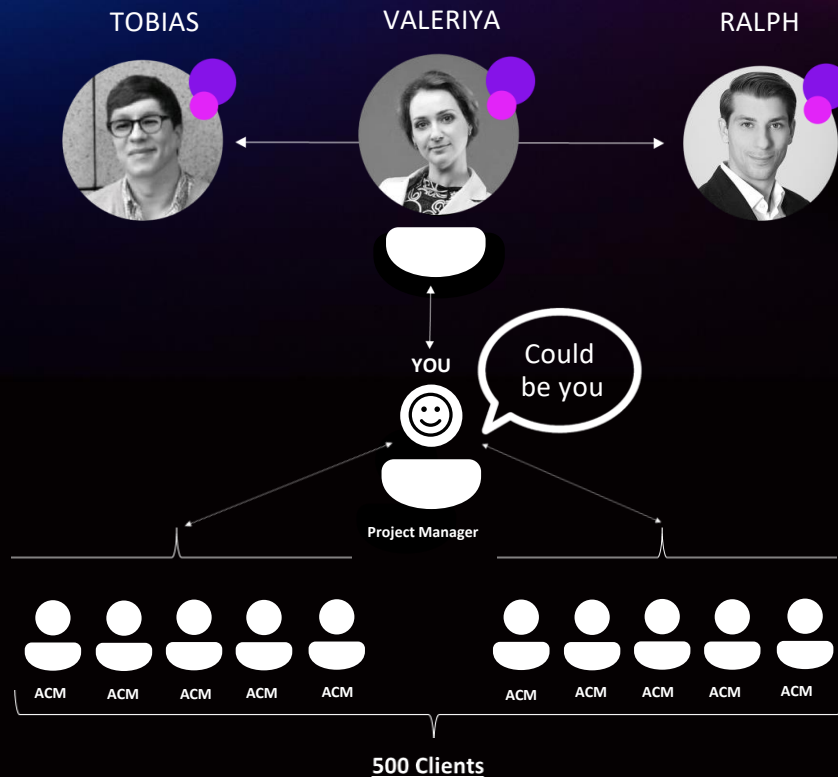 TOBIAS
VALERIYA
RALPH
YOU
Could
be you
Project Manager
ACM
ACM
ACM
ACM
ACM
ACM
ACM
ACM
ACM
ACM
500 Clients